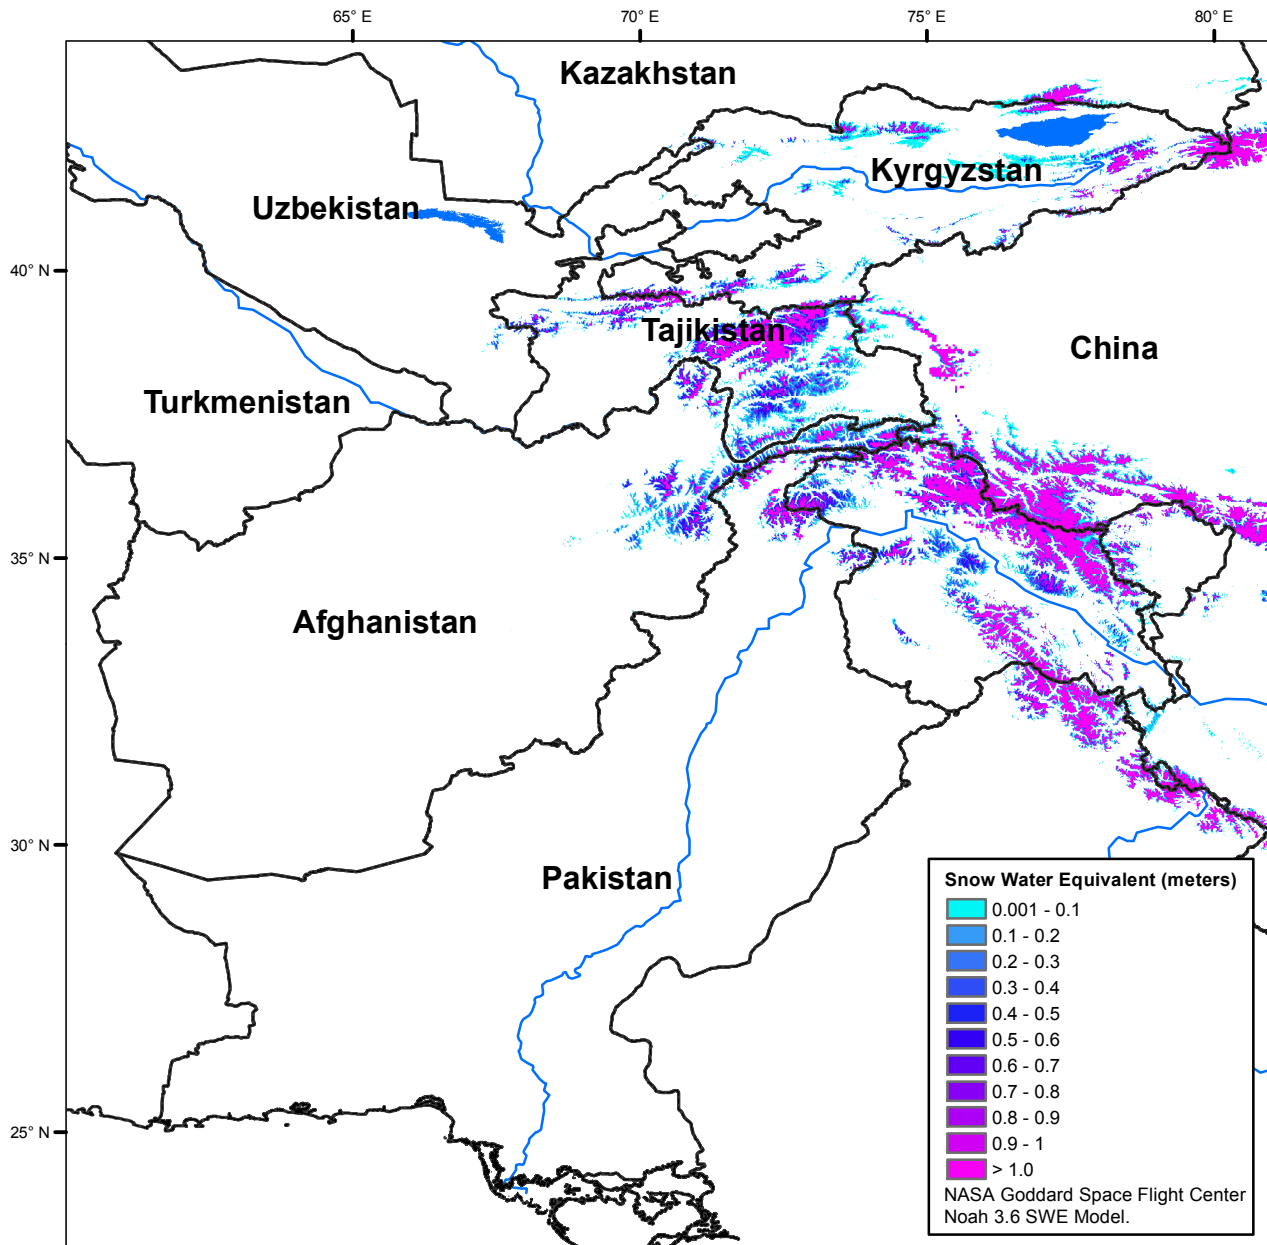 65° E
70° E
75° E
80° E
Kazakhstan
Kyrgyzstan
Uzbekistan
40° N
Tajikistan
China
Turkmenistan
35° N
Afghanistan
30° N
Pakistan
25° N
Snow Water Equivalent (meters)
0.001 - 0.1
0.1 - 0.2
0.2 - 0.3
0.3 - 0.4
0.4 - 0.5
0.5 - 0.6
0.6 - 0.7
0.7 - 0.8
0.8 - 0.9
0.9 - 1
> 1.0
NASA Goddard Space Flight Center
Noah 3.6 SWE Model.